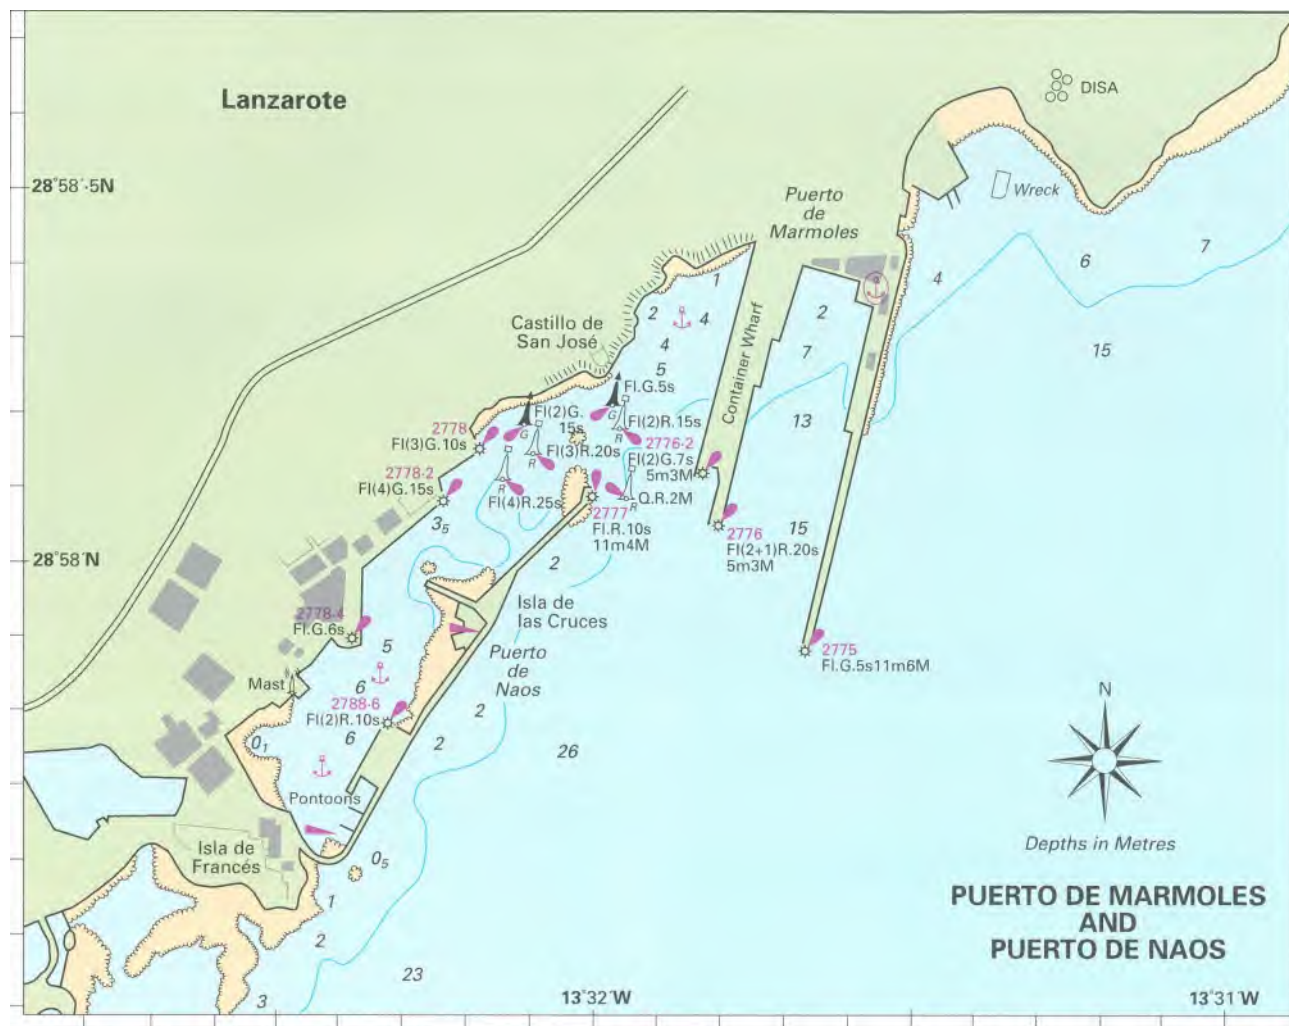 Lanzarote
DISA
28°58'·5N
Wreck
Puerto
de
Marmoles
7
6
4
15
1
2
4
2
4
5
7
13
15
Container Wharf
Castillo de
San José
Fl.G.5s
G
Fl(2)R.15s
R
Fl(2)G.
15s
G
Fl(3)R.20s
R
2778
Fl(3)G.10s
2776·2
Fl(2)G.7s
5m3M
2778·2
Fl(4)G.15s
Fl(4)R.25s
R
Q.R.2M
R
2777
Fl.R.10s
11m4M
2776
Fl(2+1)R.20s
5m3M
3₅
28°58'N
2
Isla de
las Cruces
2778·4
Fl.G.6s
5
Puerto
de
Naos
2775
Fl.G.5s11m6M
Mast
6
2788·6
Fl(2)R.10s
6
0₁
2
2
26
N
Pontoons
Isla de
Francés
0₅
Depths in Metres
PUERTO DE MARMOLES
AND
PUERTO DE NAOS
1
2
23
3
13°32'W
13°31'W